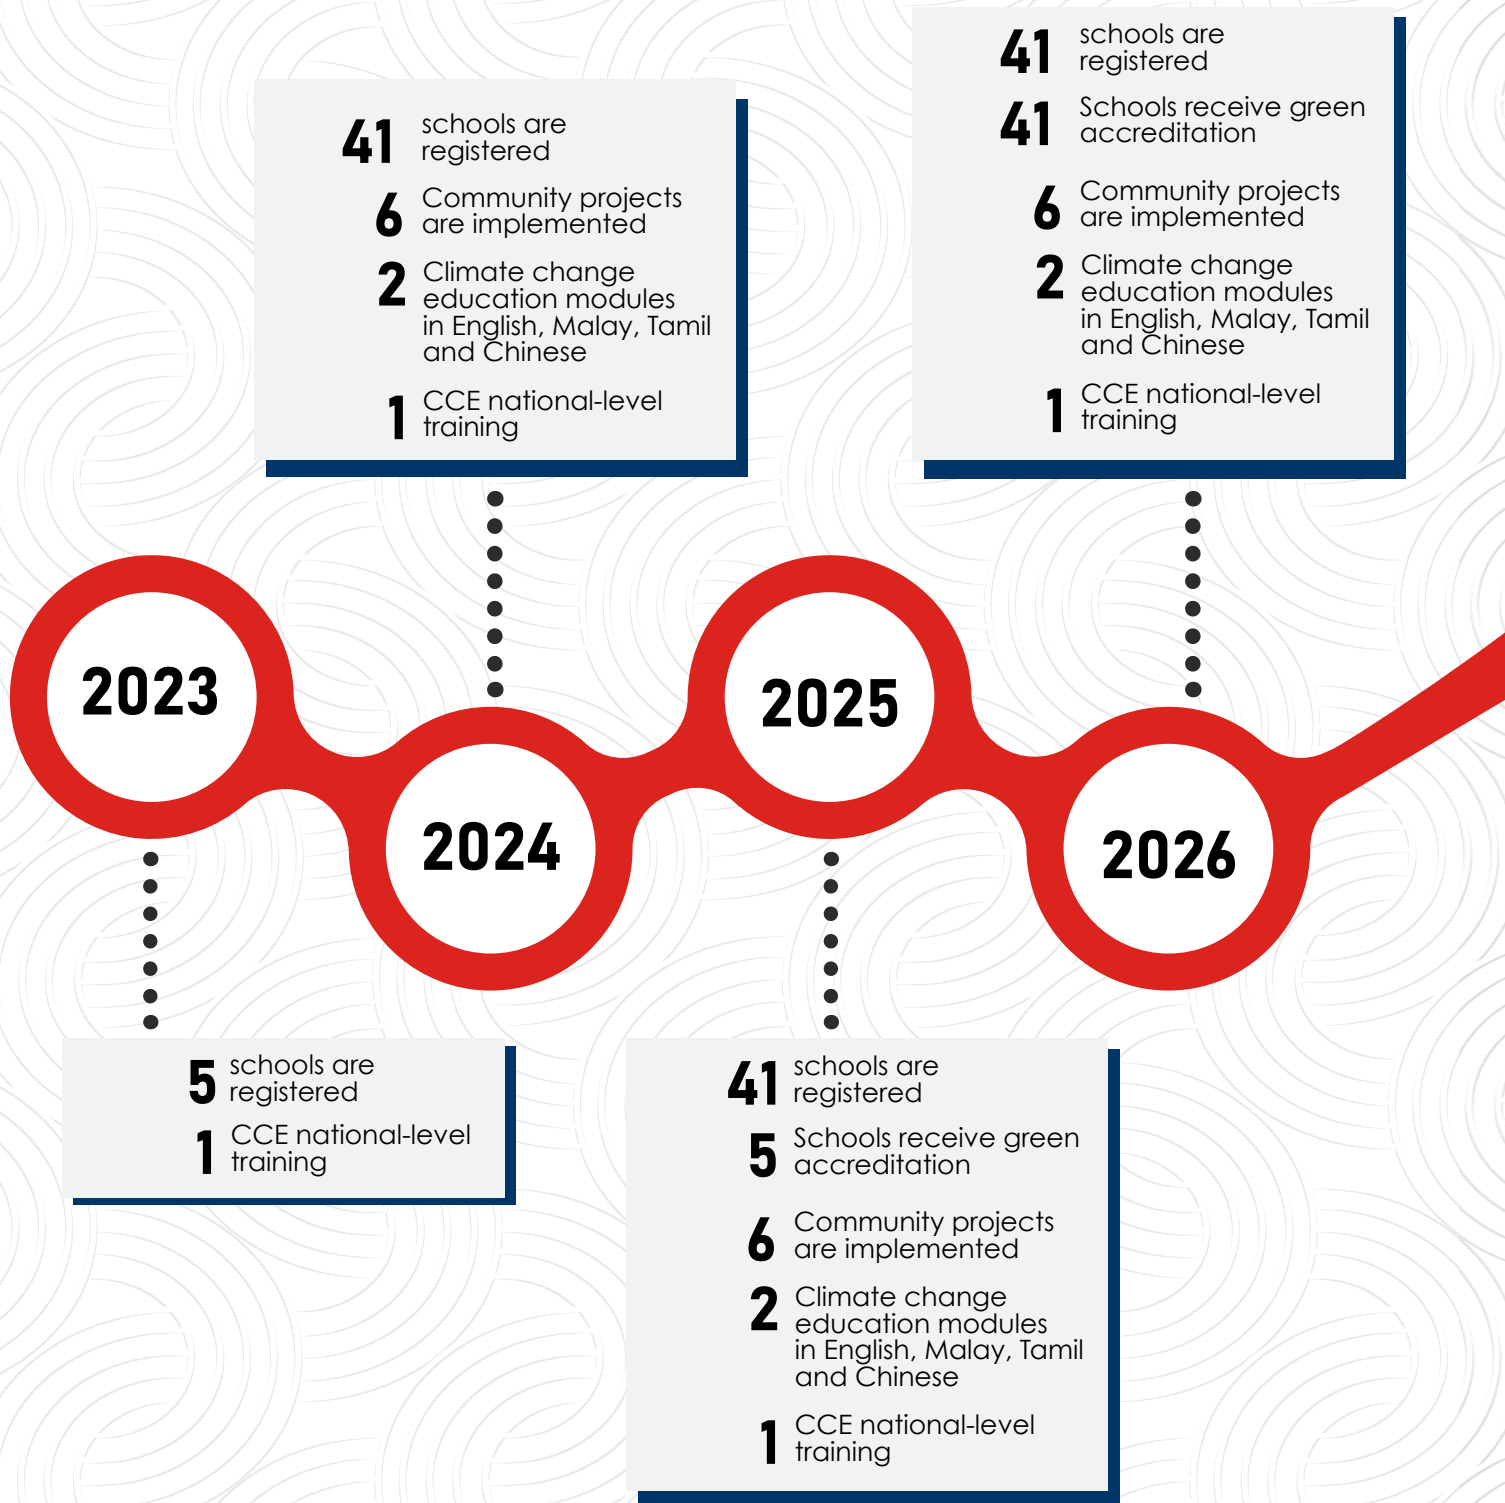 2023
5 schools are
registered
1 CCE national-level
training
2024
41 schools are
registered
6 Community projects
are implemented
2 Climate change
education modules
in English, Malay, Tamil
and Chinese
1 CCE national-level
training
2025
41 schools are
registered
5 Schools receive green
accreditation
6 Community projects
are implemented
2 Climate change
education modules
in English, Malay, Tamil
and Chinese
1 CCE national-level
training
2026
41 schools are
registered
41 Schools receive green
accreditation
6 Community projects
are implemented
2 Climate change
education modules
in English, Malay, Tamil
and Chinese
1 CCE national-level
training